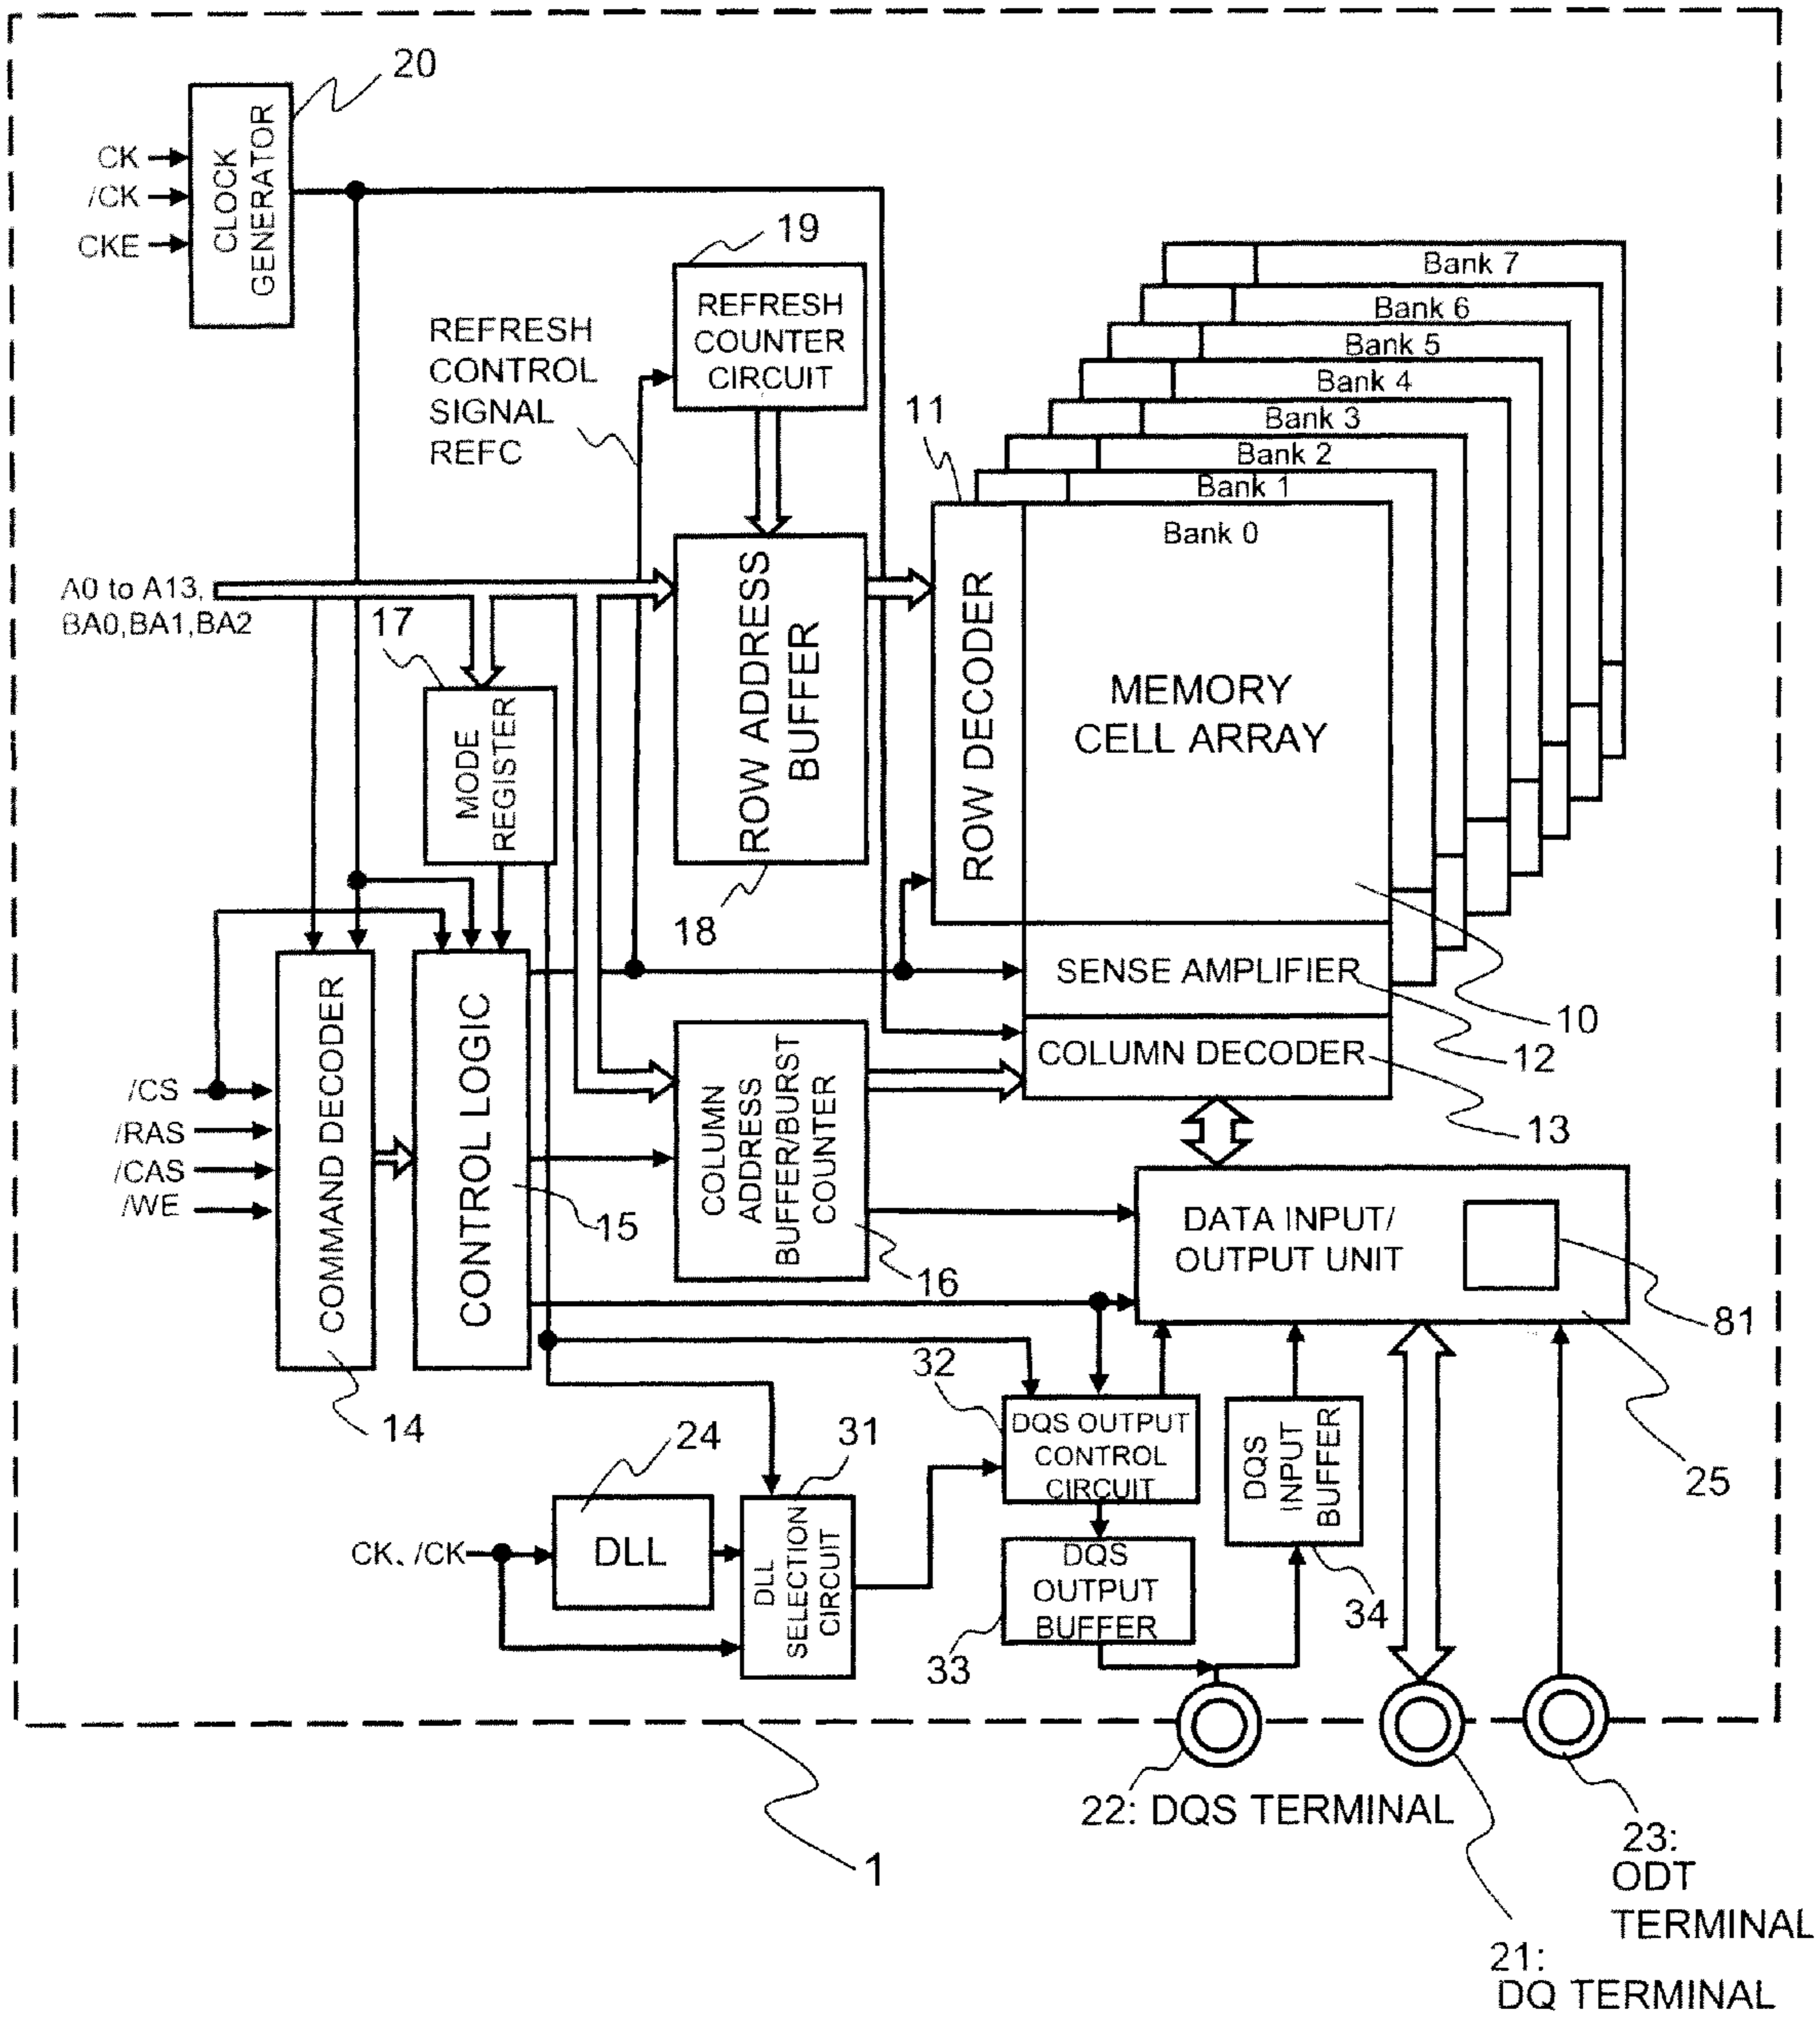 20
CK
/CK
CKE
CLOCK
GENERATOR
19
REFRESH
COUNTER
CIRCUIT
REFRESH
CONTROL
SIGNAL
REFC
Bank 7
Bank 6
Bank 5
Bank 4
Bank 3
Bank 2
Bank 1
Bank 0
11
A0 to A13,
BA0,BA1,BA2
17
MODE
REGISTER
ROW ADDRESS
BUFFER
18
ROW DECODER
MEMORY
CELL ARRAY
SENSE AMPLIFIER
COLUMN DECODER
10
12
13
/CS
/RAS
/CAS
/WE
COMMAND DECODER
CONTROL LOGIC
15
COLUMN
ADDRESS
BUFFER/BURST
COUNTER
16
DATA INPUT/
OUTPUT UNIT
81
14
24
31
32
DQS OUTPUT
CONTROL
CIRCUIT
DQS
INPUT
BUFFER
25
CK、/CK
DLL
DLL
SELECTION
CIRCUIT
DQS
OUTPUT
BUFFER
33
34
22: DQS TERMINAL
1
23:
ODT
TERMINAL
21:
DQ TERMINAL